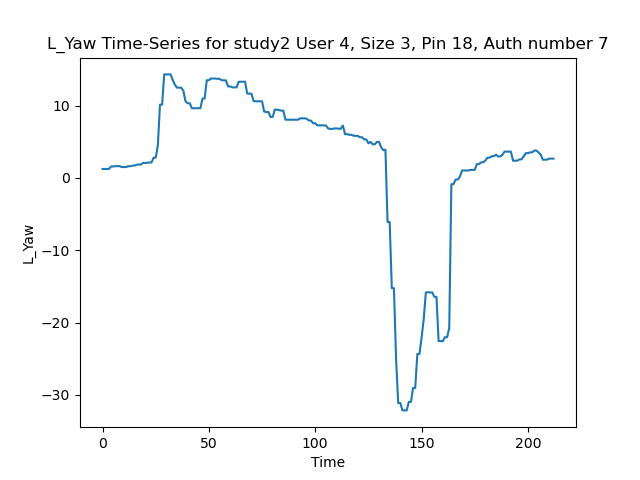 L_Yaw Time-Series for study2 User 4, Size 3, Pin 18, Auth number 7
10
0
−10
−20
−30
L_Yaw
0 50 100 150 200
Time